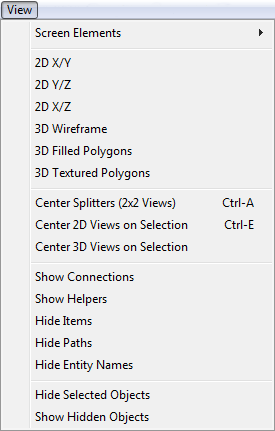 View
Screen Elements
2D X/Y
2D Y/Z
2D X/Z
3D Wireframe
3D Filled Polygons
3D Textured Polygons
Center Splitters (2x2 Views) Ctrl-A
Center 2D Views on Selection Ctrl-E
Center 3D Views on Selection
Show Connections
Show Helpers
Hide Items
Hide Paths
Hide Entity Names
Hide Selected Objects
Show Hidden Objects